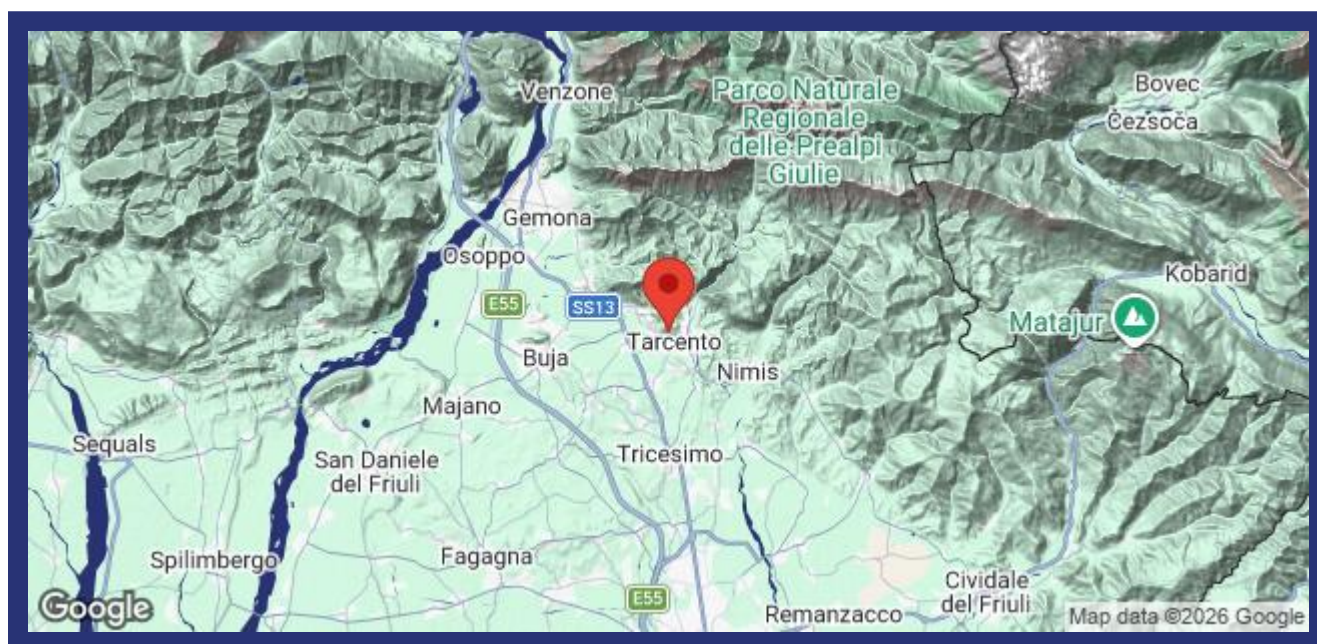 Bovec
Venzone
Parco Naturale
Regionale
delle Prealpi
Giulie
Čezsoča
Gemona
Osoppo
Kobarid
E55
SS13
Matajur
Tarcento
Buja
Nimis
Majano
Sequals
Tricesimo
San Daniele
del Friuli
Spilimbergo
Fagagna
Cividale
del Friuli
E55
Remanzacco
Google
Map data ©2026 Google